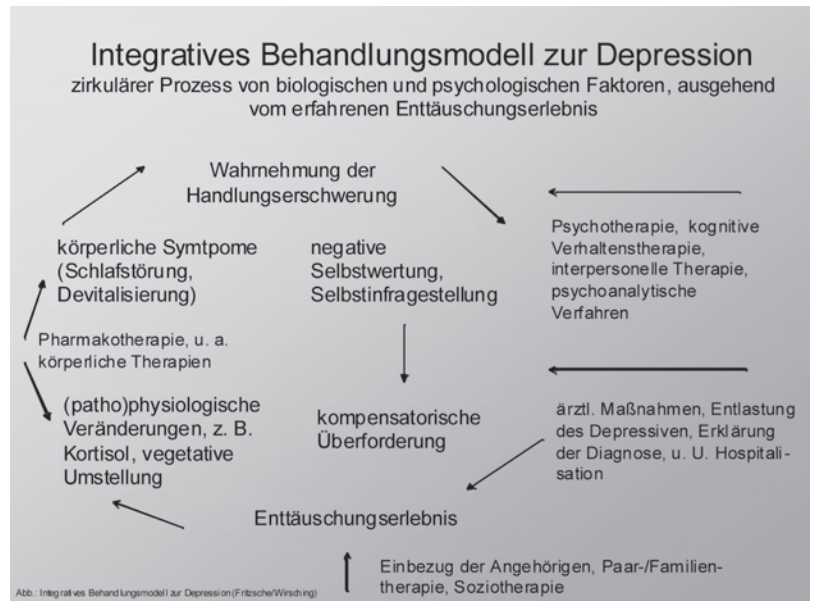 Integratives Behandlungsmodell zur Depression
zirkulärer Prozess von biologischen und psychologischen Faktoren, ausgehend
vom erfahrenen Enttäuschungserlebnis
Wahrnehmung der
Handlungserschwerung
körperliche Symtpome
(Schlafstörung,
Devitalisierung)
negative
Selbstwertung,
Selbstinfragestellung
Psychotherapie, kognitive
Verhaltenstherapie,
interpersonelle Therapie,
psychoanalytische
Verfahren
Pharmakotherapie, u. a.
körperliche Therapien
(patho)physiologische
Veränderungen, z. B.
Kortisol, vegetative
Umstellung
kompensatorische
Überforderung
ärztl. Maßnahmen, Entlastung
des Depressiven, Erklärung
der Diagnose, u. U. Hospitali-
sation
Enttäuschungserlebnis
Einbezug der Angehörigen, Paar-/Familien-
therapie, Soziotherapie
Abb.: Integratives Behandlungsmodell zur Depression (Fritzsche/Wirsching)